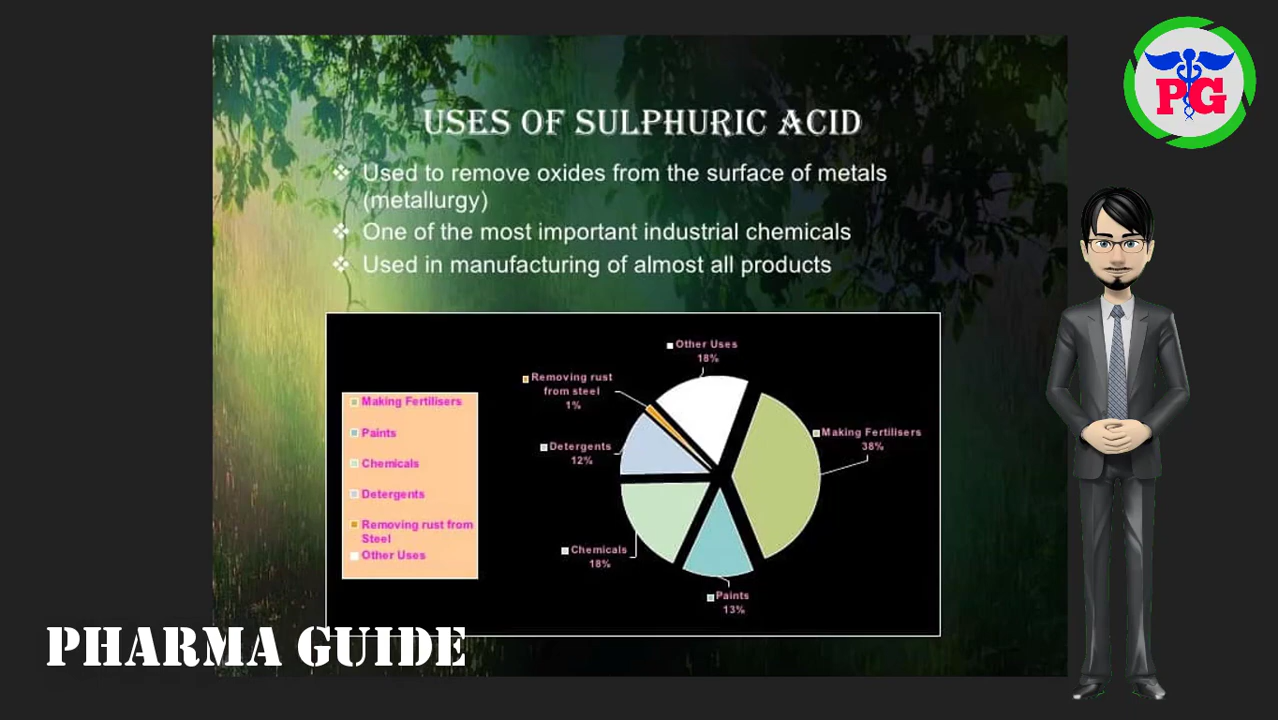 PG
USES OF SULPHURIC ACID
Used to remove oxides from the surface of metals
(metallurgy)
One of the most important industrial chemicals
Used in manufacturing of almost all products
Making Fertilisers
Paints
Chemicals
Detergents
Removing rust from
Steel
Other Uses
Other Uses
18%
Removing rust
from steel
1%
Making Fertilisers
38%
Detergents
12%
Chemicals
18%
Paints
13%
PHARMA GUIDE